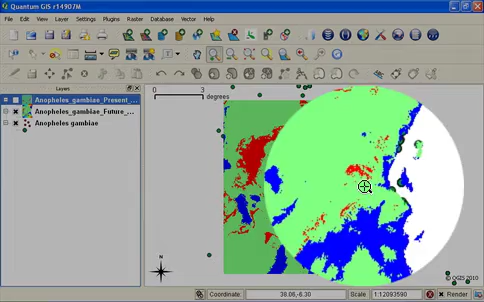 Quantum GIS r14907M
File Edit View Layer Settings Plugins Raster Database Vector Help
Layers
Anopheles_gambiae_Present_...
Anopheles_gambiae_Future_...
Anopheles gambiae
0 3 degrees
N
© QGIS 2010
Coordinate: 38.06,-6.30 Scale 1:12093590 Render